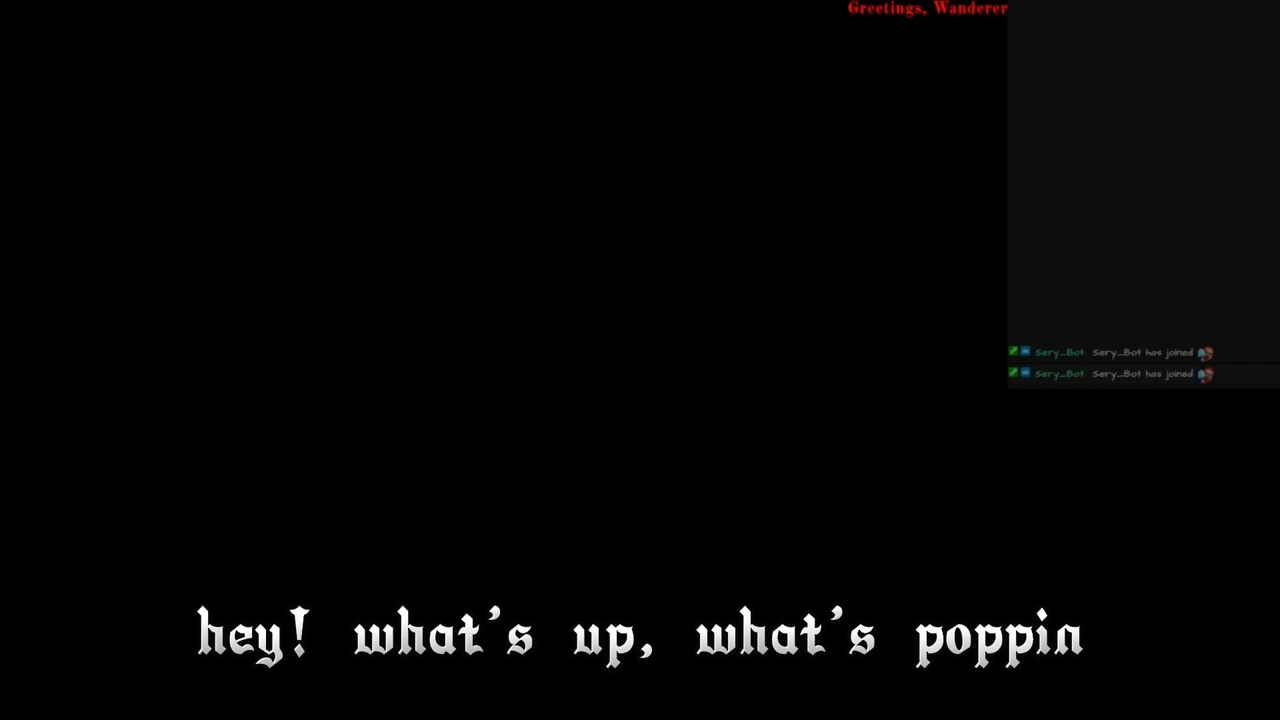 Greetings, Wanderer
Sery_Bot: Sery_Bot has joined
Sery_Bot: Sery_Bot has joined
hey! what's up, what's poppin